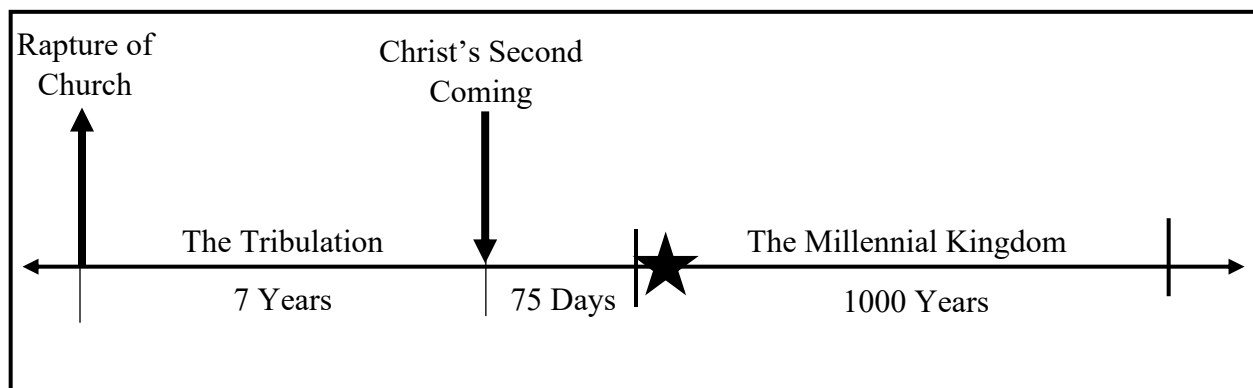 Rapture of
Church
Christ’s Second
Coming
The Tribulation
The Millennial Kingdom
7 Years
75 Days
1000 Years